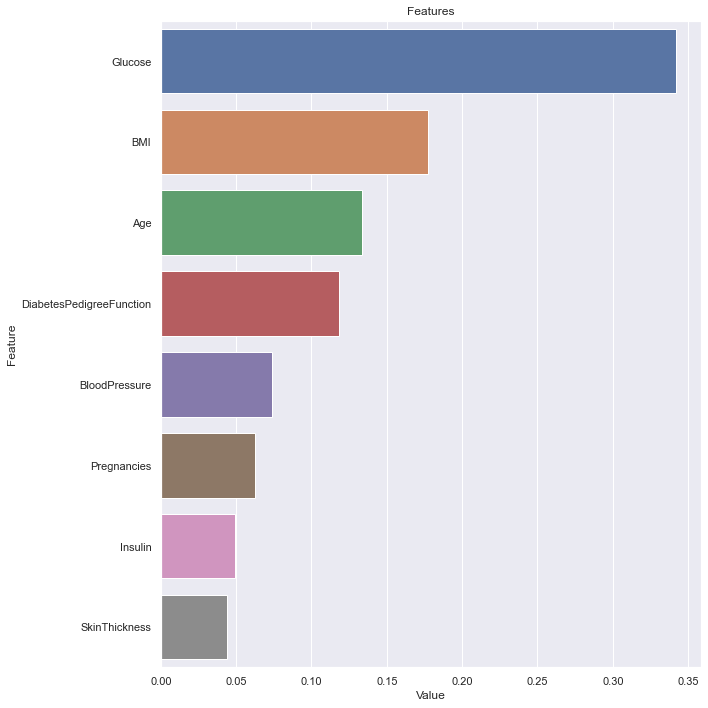 Features
Glucose
BMI
Age
DiabetesPedigreeFunction
BloodPressure
Pregnancies
Insulin
SkinThickness
Feature
0.00 0.05 0.10 0.15 0.20 0.25 0.30 0.35
Value